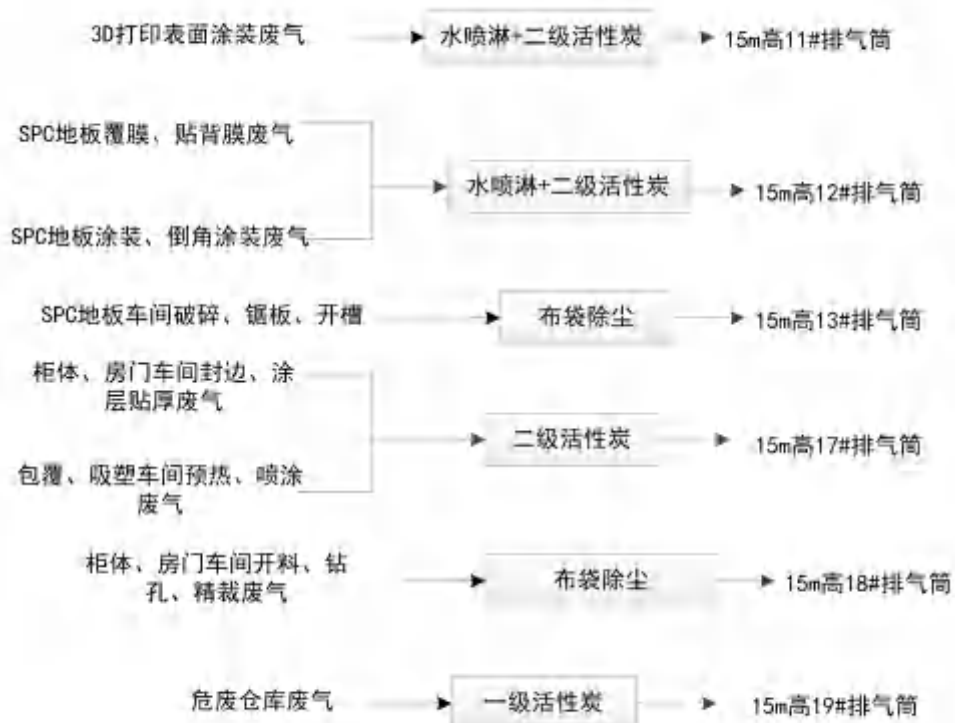 3D打印表面涂装废气
水喷淋+二级活性炭
15m高11#排气筒
SPC地板覆膜、贴背膜废气
水喷淋+二级活性炭
15m高12#排气筒
SPC地板涂装、倒角涂装废气
SPC地板车间破碎、锯板、开槽
布袋除尘
15m高13#排气筒
柜体、房门车间封边、涂
层贴厚废气
二级活性炭
15m高17#排气筒
包覆、吸塑车间预热、喷涂
废气
柜体、房门车间开料、钻
孔、精裁废气
布袋除尘
15m高18#排气筒
危废仓库废气
一级活性炭
15m高19#排气筒